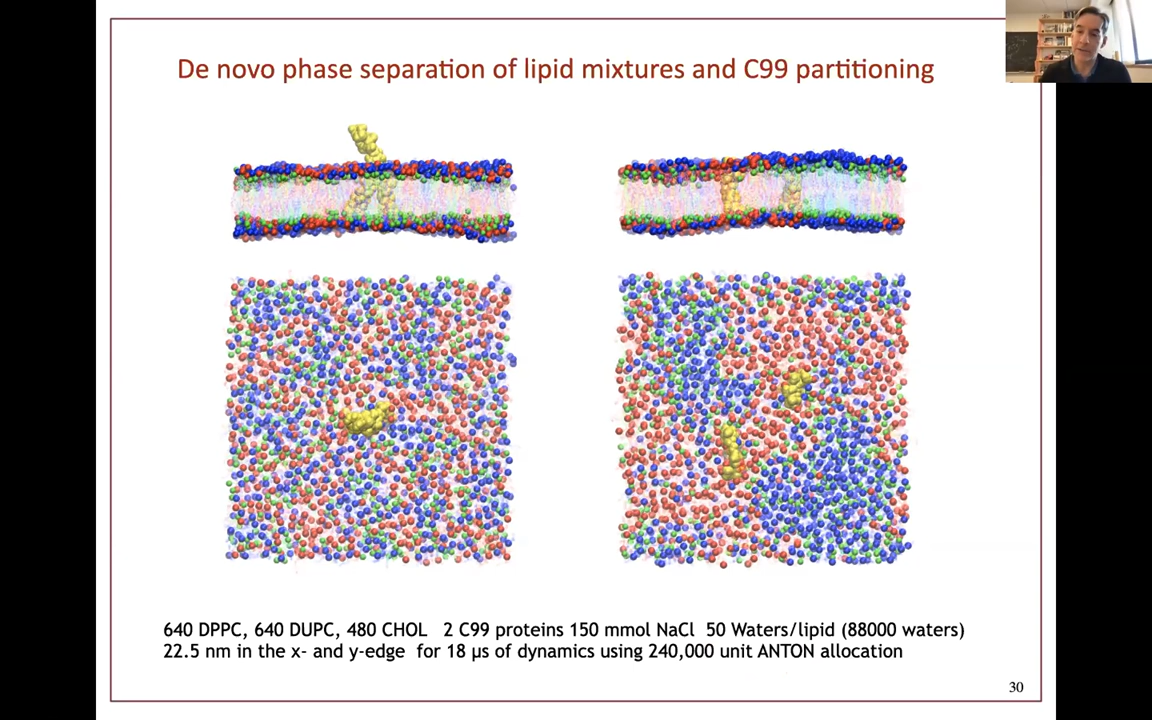 De novo phase separation of lipid mixtures and C99 partitioning
640 DPPC, 640 DUPC, 480 CHOL 2 C99 proteins 150 mmol NaCl 50 Waters/lipid (88000 waters)
22.5 nm in the x- and y-edge for 18 µs of dynamics using 240,000 unit ANTON allocation
30